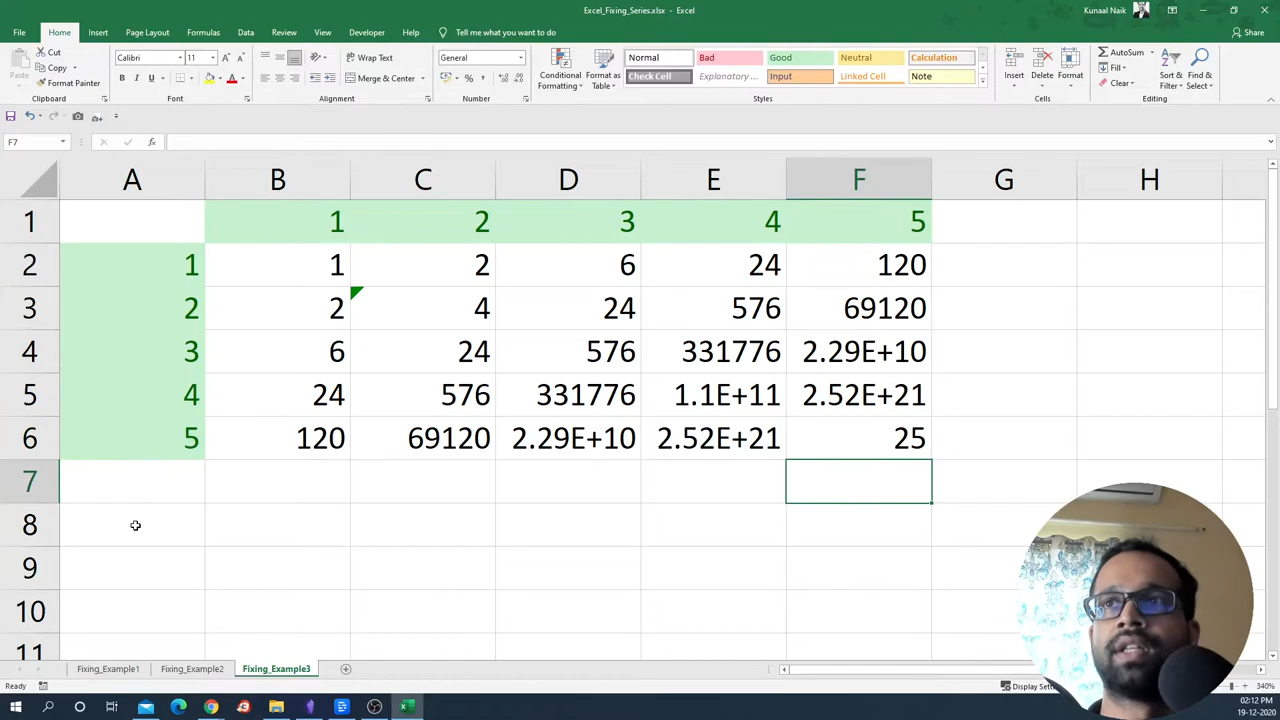 Excel_Fixing_Series.xlsx - Excel
Kunaal Naik
File Home Insert Page Layout Formulas Data Review View Developer Help Tell me what you want to do Share
Cut
Copy
Format Painter
Paste
Clipboard
Calibri 11
B I U
Font
Wrap Text
Merge & Center
Alignment
General
Number
Conditional Formatting
Format as Table
Normal Bad Good Neutral Calculation
Check Cell Explanatory ... Input Linked Cell Note
Styles
Insert Delete Format
Cells
AutoSum
Fill
Clear
Sort & Filter
Find & Select
Editing
F7 fx
A B C D E F G H
1 1 2 3 4 5
2 1 1 2 6 24 120
3 2 2 4 24 576 69120
4 3 6 24 576 331776 2.29E+10
5 4 24 576 331776 1.1E+11 2.52E+21
6 5 120 69120 2.29E+10 2.52E+21 25
7
8
9
10
11
Fixing_Example1 Fixing_Example2 Fixing_Example3
Ready Display 340%
02:12 PM
19-12-2020